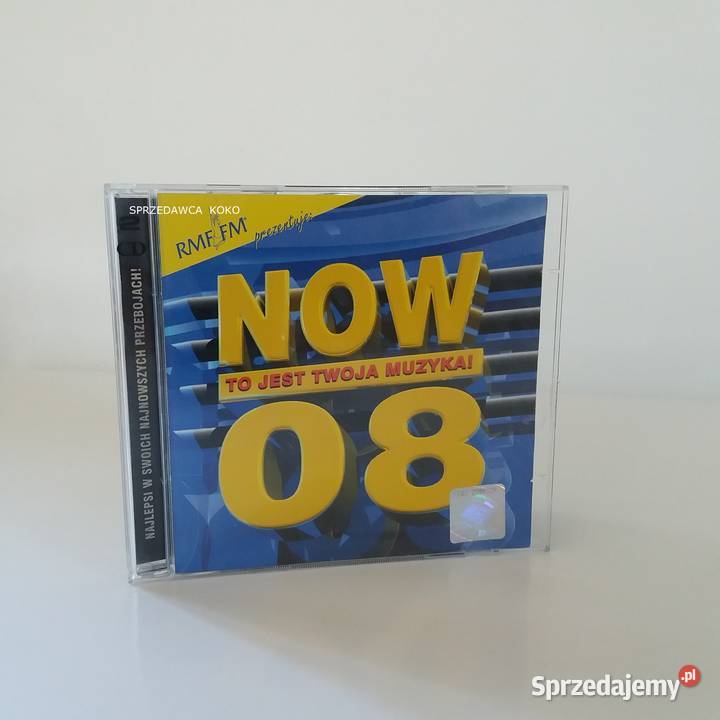 SPRZEDAWCA KOKO
RMF FM prezentuje:
NOW
TO JEST TWOJA MUZYKA!
08
NAJLEPSI W SWOICH NAJNOWSZYCH PRZEBOJACH!
Sprzedajemy.pl